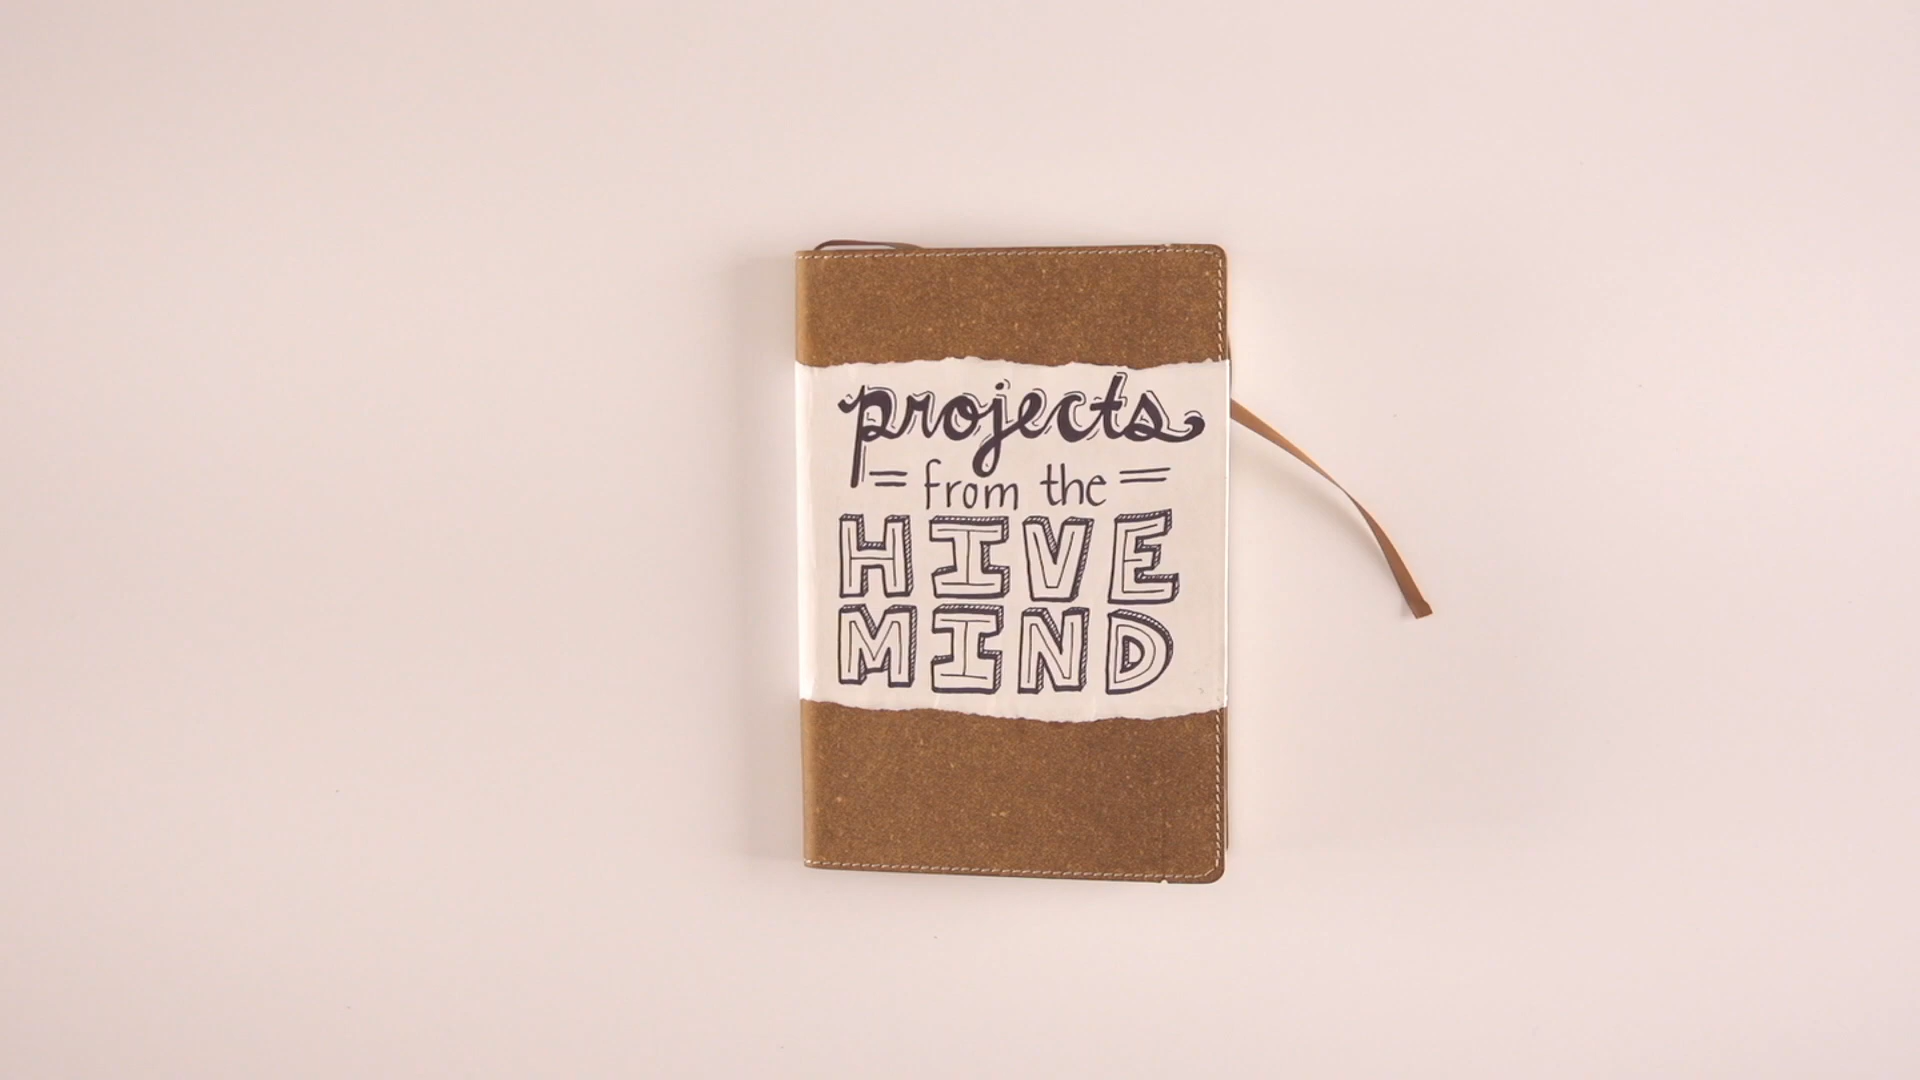 projects
= from the =
HIVE
MIND